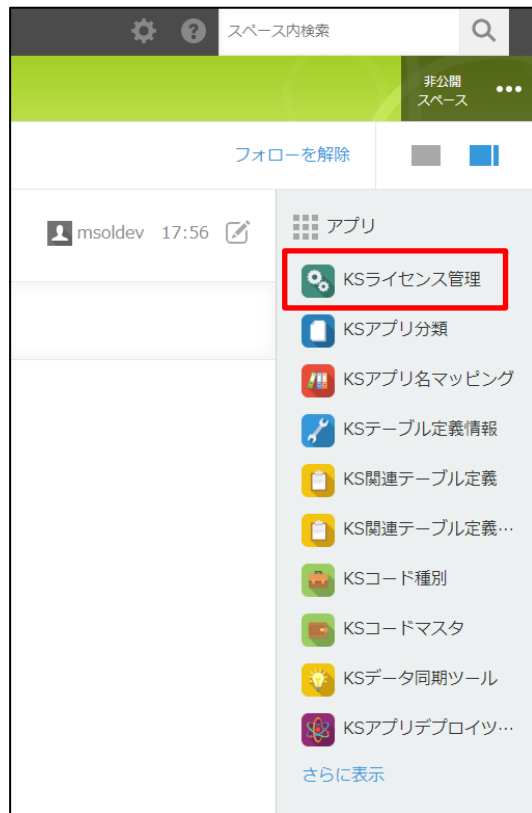 スペース内検索
非公開
スペース
フォローを解除
msoldev 17:56
アプリ
KSライセンス管理
KSアプリ分類
KSアプリ名マッピング
KSテーブル定義情報
KS関連テーブル定義
KS関連テーブル定義…
KSコード種別
KSコードマスタ
KSデータ同期ツール
KSアプリデプロイツ…
さらに表示